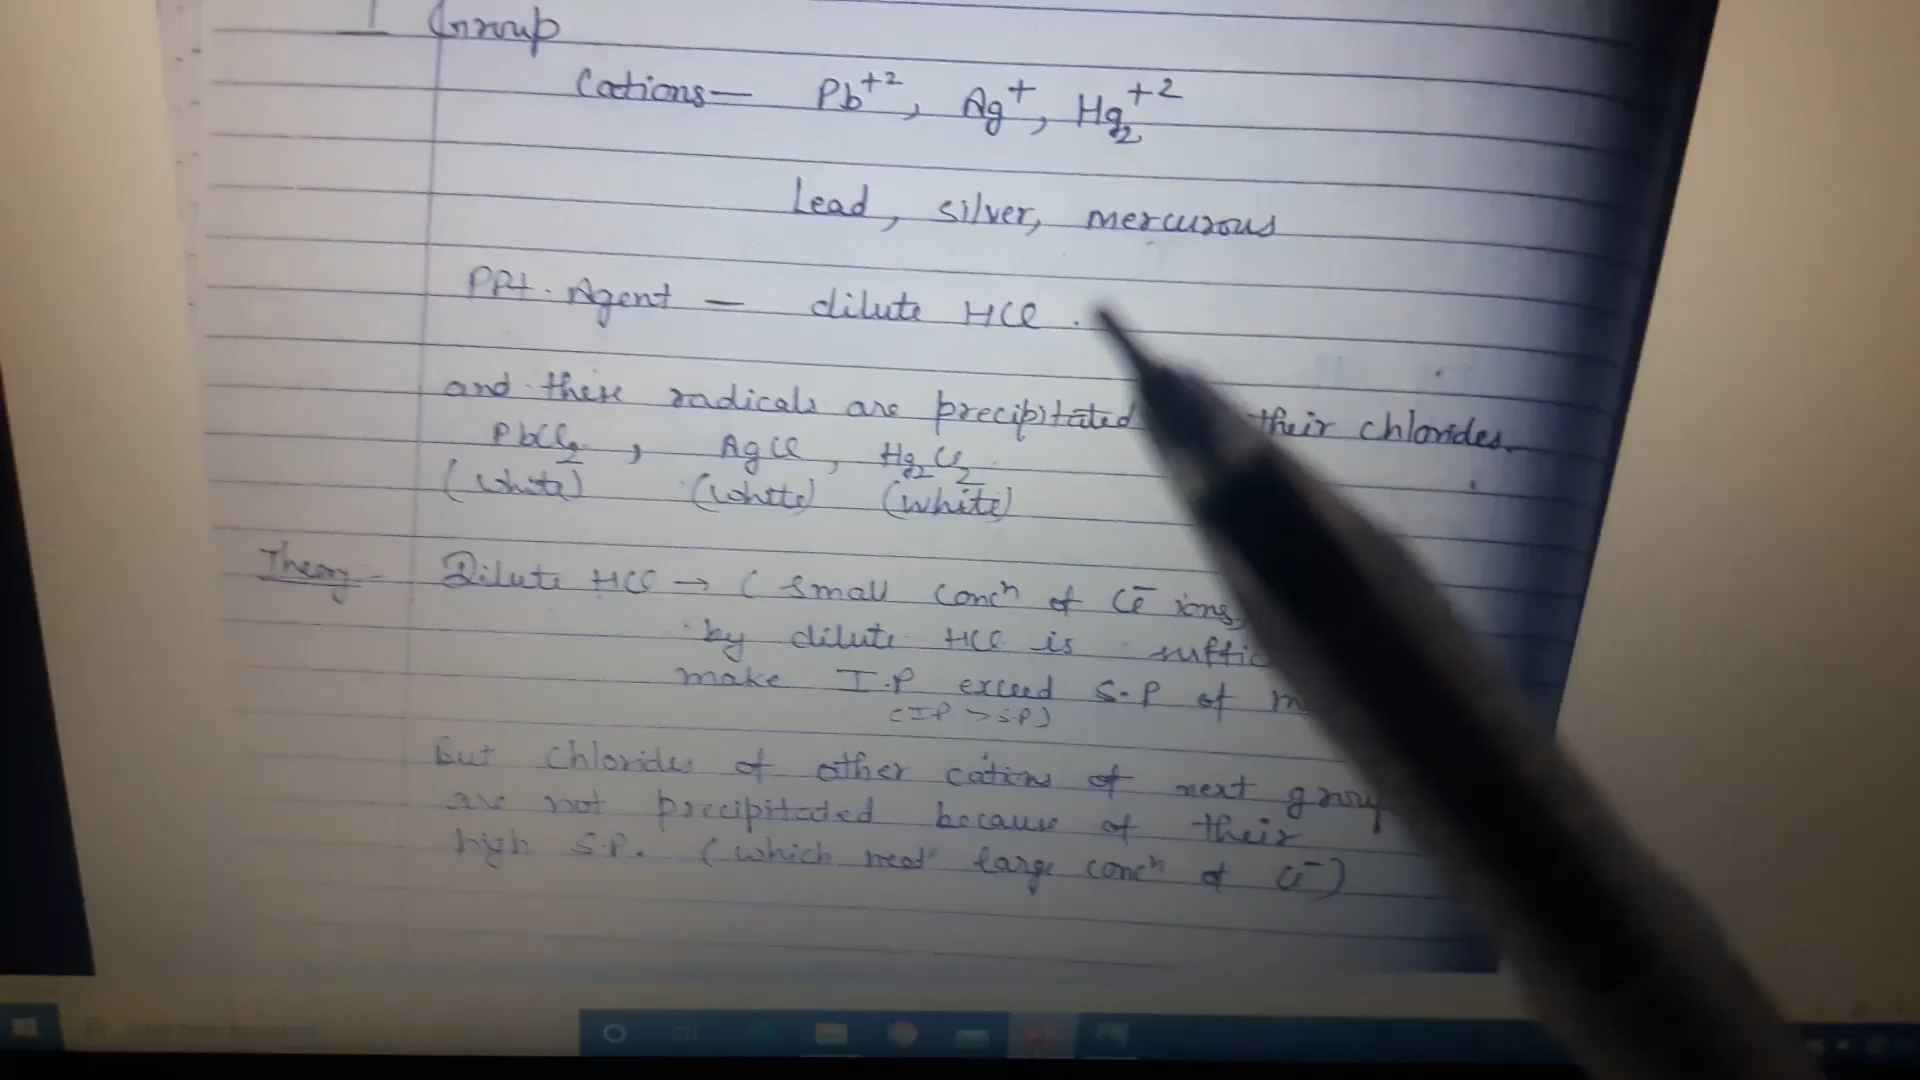 I Group
Cations— Pb+2, Ag+, Hg2+2
Lead, silver, mercurous
PPt. Agent — dilute HCl.
and these radicals are precipitated their chlorides.
PbCl2, AgCl, Hg2Cl2
(white) (white) (white)
Theory - Dilute HCl → (Small concn of Cl- ions,
by dilute HCl is
make I.P exceed S.P of
(I.P > S.P)
But chlorides of other cations of next group
are not precipitated because of their
high S.P. (which need large concn of Cl-)